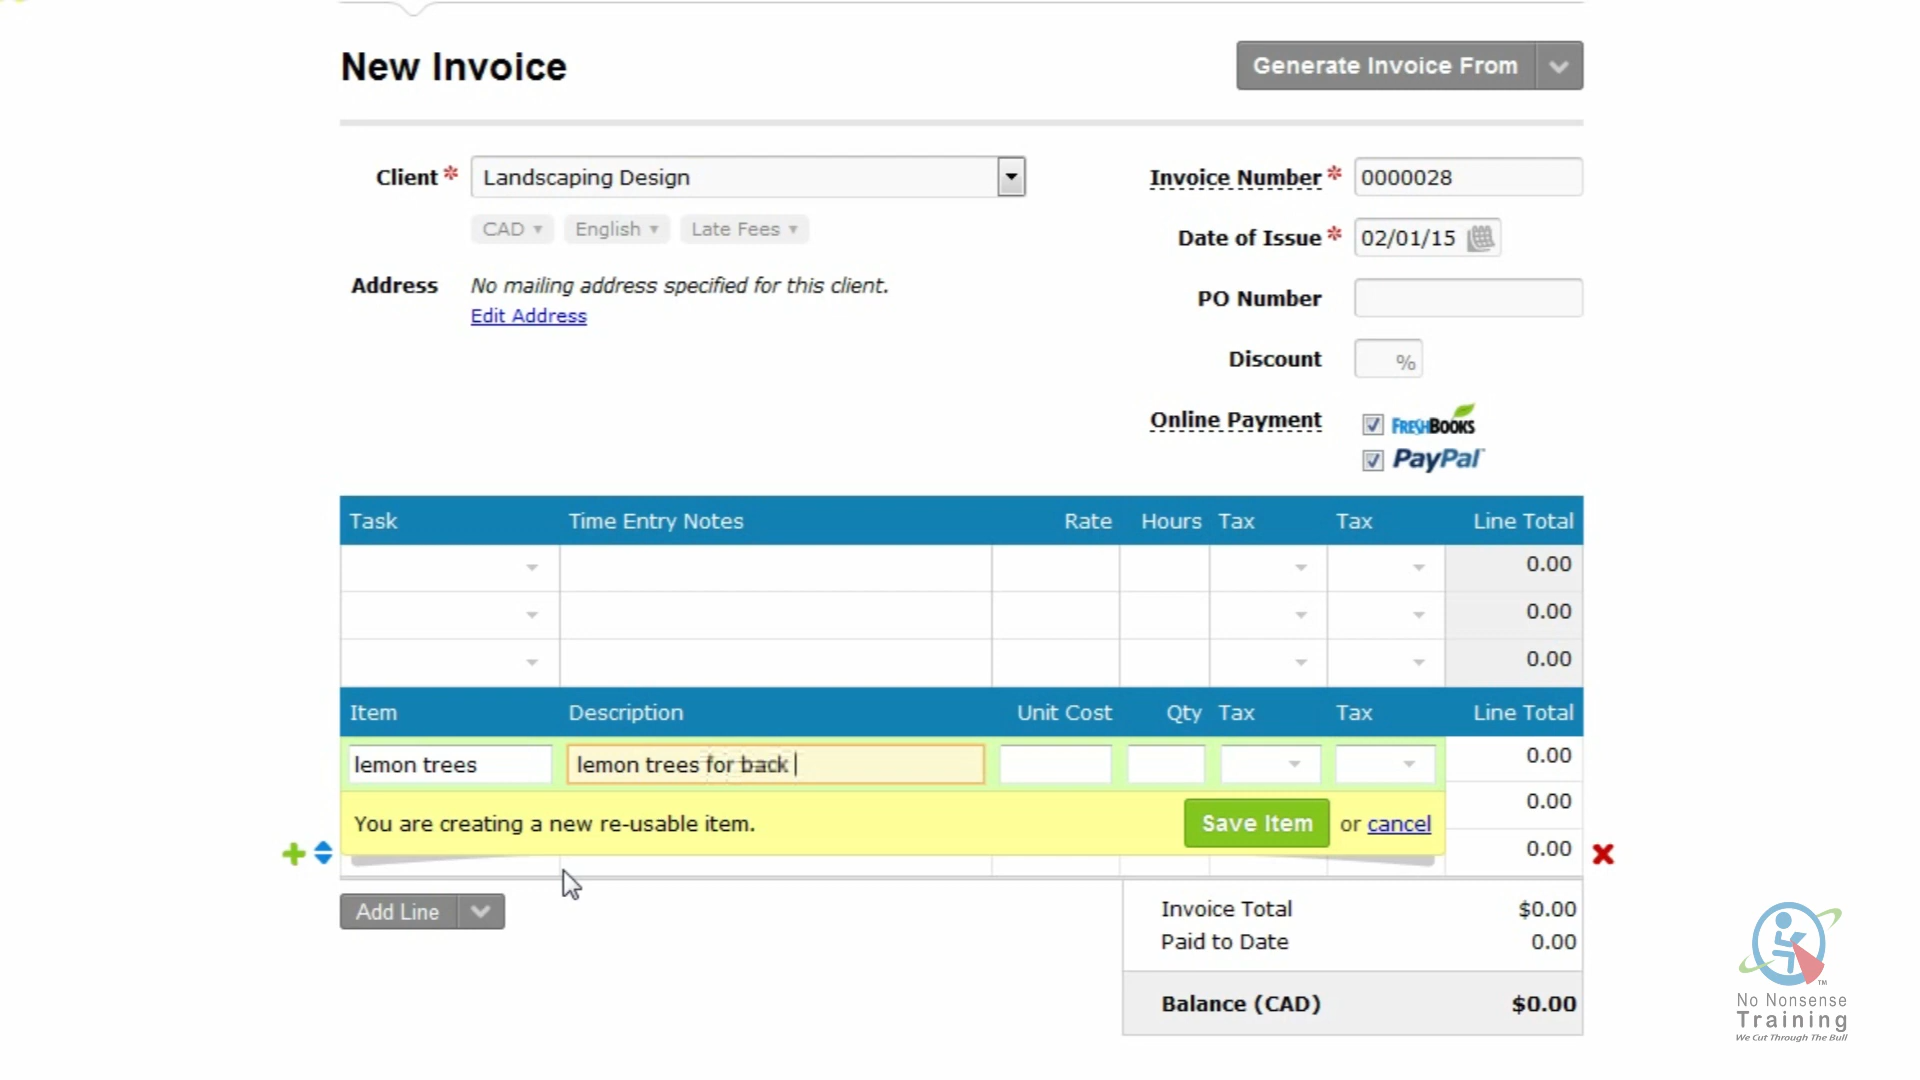 New Invoice
Generate Invoice From
Client * Landscaping Design
CAD English Late Fees
Address No mailing address specified for this client.
Edit Address
Invoice Number * 0000028
Date of Issue * 02/01/15
PO Number
Discount %
Online Payment FRESHBOOKS
PayPal
Task Time Entry Notes Rate Hours Tax Tax Line Total
0.00
0.00
0.00
Item Description Unit Cost Qty Tax Tax Line Total
lemon trees lemon trees for back 0.00
0.00
You are creating a new re-usable item. Save Item or cancel
0.00
Add Line
Invoice Total $0.00
Paid to Date 0.00
Balance (CAD) $0.00
No Nonsense
Training
We Cut Through The Bull
TM